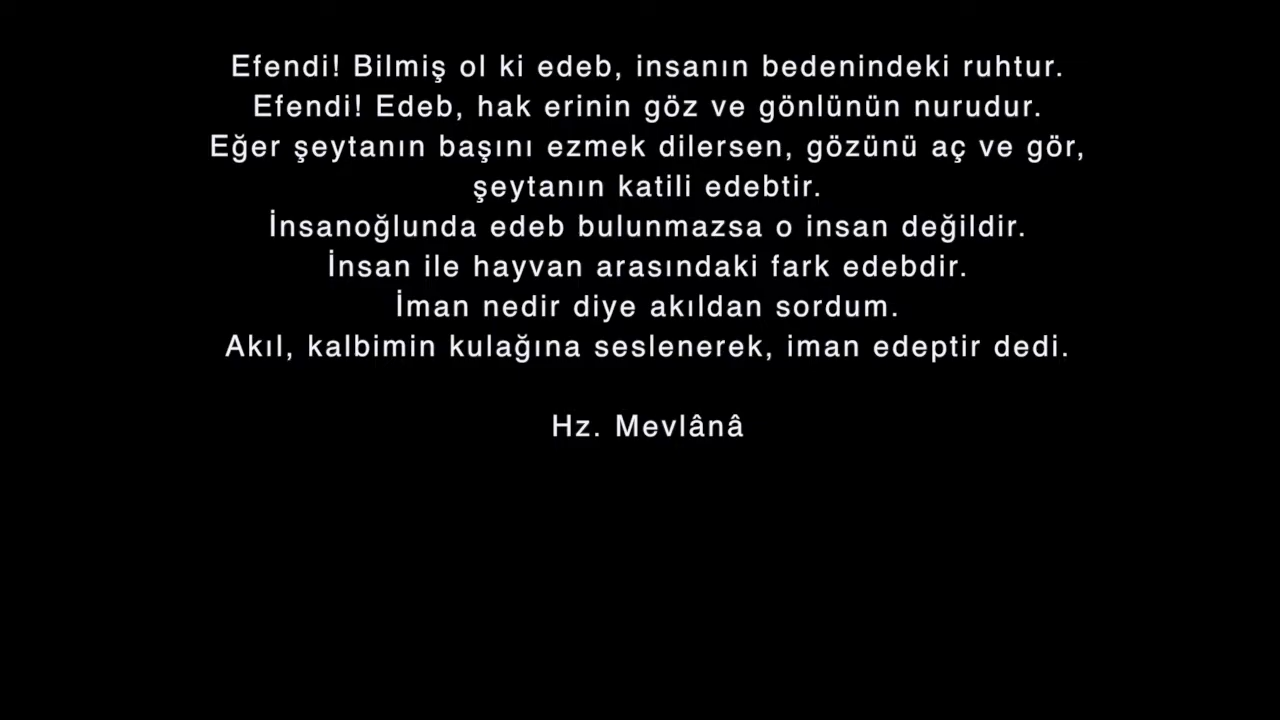 Efendi! Bilmiş ol ki edeb, insanın bedenindeki ruhtur.
Efendi! Edeb, hak erinin göz ve gönlünün nurudur.
Eğer şeytanın başını ezmek dilersen, gözünü aç ve gör,
şeytanın katili edebtir.
İnsanoğlunda edeb bulunmazsa o insan değildir.
İnsan ile hayvan arasındaki fark edebdir.
İman nedir diye akıldan sordum.
Akıl, kalbimin kulağına seslenerek, iman edeptir dedi.
Hz. Mevlânâ